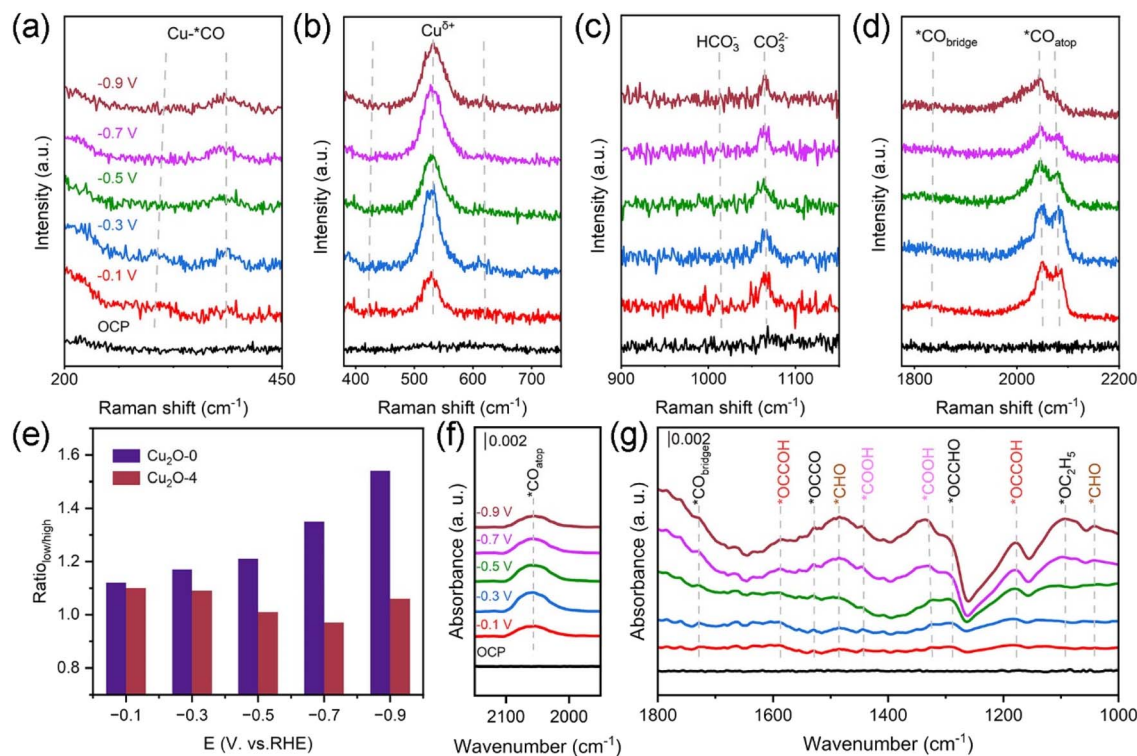 (a)
Cu-*CO
-0.9 V
-0.7 V
-0.5 V
-0.3 V
-0.1 V
OCP
Intensity (a.u.)
200 450
Raman shift (cm⁻¹)
(b)
Cu^δ+
Intensity (a.u.)
400 500 600 700
Raman shift (cm⁻¹)
(c)
HCO₃⁻ CO₃²⁻
Intensity (a.u.)
900 1000 1100
Raman shift (cm⁻¹)
(d)
*CO_bridge *CO_atop
Intensity (a.u.)
1800 2000 2200
Raman shift (cm⁻¹)
(e)
Cu₂O-0
Cu₂O-4
Ratio_low/high
1.6
1.4
1.2
1.0
0.8
−0.1 −0.3 −0.5 −0.7 −0.9
E (V. vs.RHE)
(f)
0.002
*CO_atop
-0.9 V
-0.7 V
-0.5 V
-0.3 V
-0.1 V
OCP
Absorbance (a. u.)
2100 2000
Wavenumber (cm⁻¹)
(g)
0.002
*CO_bridge
*OCCOH
*OCCO
*CHO
*COOH
*COOH
*OCCHO
*OCCOH
*OC₂H₅
*CHO
Absorbance (a. u.)
1800 1600 1400 1200 1000
Wavenumber (cm⁻¹)